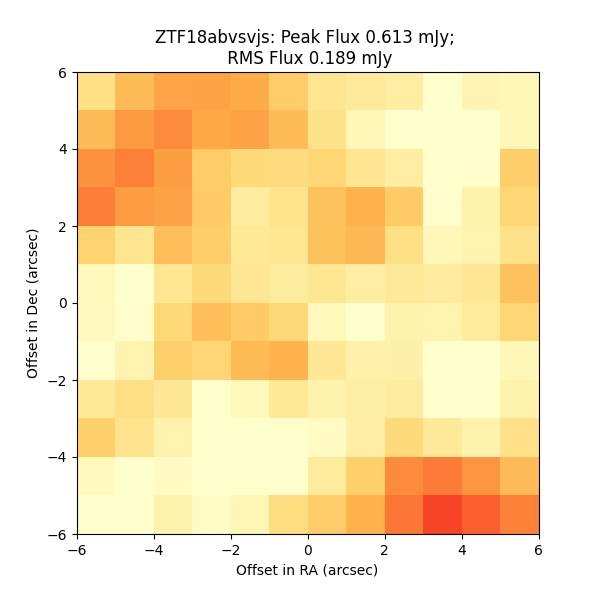 ZTF18abvsvjs: Peak Flux 0.613 mJy;
RMS Flux 0.189 mJy
6
4
2
0
−2
−4
−6
Offset in Dec (arcsec)
−6 −4 −2 0 2 4 6
Offset in RA (arcsec)